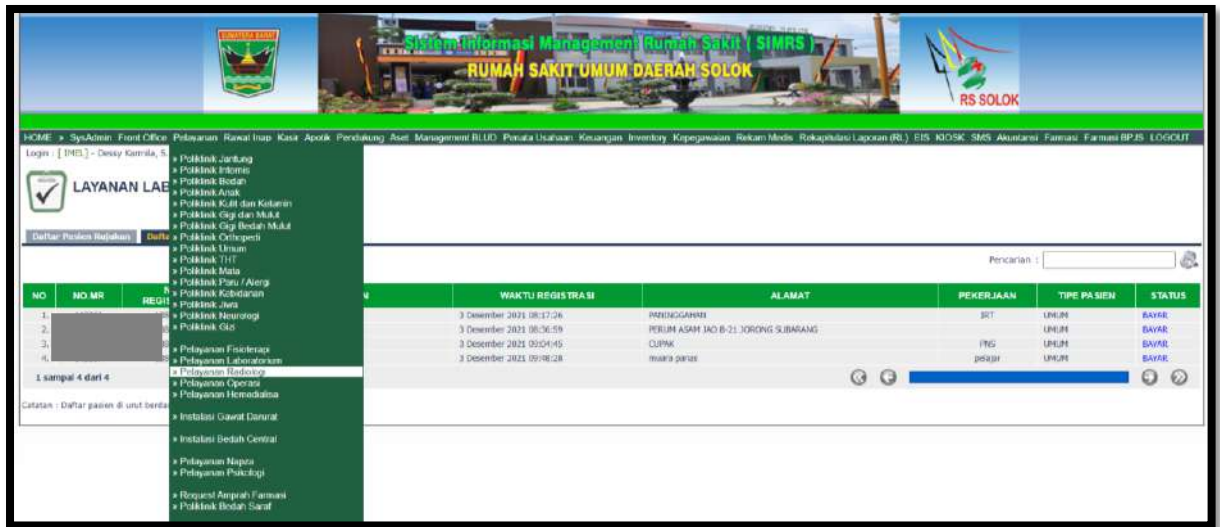 SUMATERA BARAT
Sistem Informasi Management Rumah Sakit ( SIMRS )
RUMAH SAKIT UMUM DAERAH SOLOK
RS SOLOK
HOME » SysAdmin Front Office Pelayanan Rawat Inap Kasir Apotik Pendukung Aset Management BLUD Penata Usahaan Keuangan Inventory Kepegawaian Rekam Medis Rekapitulasi Laporan (RL) EIS KIOSK SMS Akuntansi Farmasi Farmasi BPJS LOGOUT
Login : [ IMEL ] - Dessy Karmila, S.
LAYANAN LAB
Daftar Pasien Rujukan Dafta
» Poliklinik Jantung
» Poliklinik Internis
» Poliklinik Bedah
» Poliklinik Anak
» Poliklinik Kulit dan Kelamin
» Poliklinik Gigi dan Mulut
» Poliklinik Gigi Bedah Mulut
» Poliklinik Orthopedi
» Poliklinik Umum
» Poliklinik THT
» Poliklinik Mata
» Poliklinik Paru / Alergi
» Poliklinik Kebidanan
» Poliklinik Jiwa
» Poliklinik Neurologi
» Poliklinik Gizi
» Pelayanan Fisioterapi
» Pelayanan Laboratorium
» Pelayanan Radiologi
» Pelayanan Operasi
» Pelayanan Hemodialisa
» Instalasi Gawat Darurat
» Instalasi Bedah Central
» Pelayanan Napza
» Pelayanan Psikologi
» Request Amprah Farmasi
» Poliklinik Bedah Saraf
Pencarian :
NO NO.MR REGIS N WAKTU REGISTRASI ALAMAT PEKERJAAN TIPE PASIEN STATUS
1. 3 Desember 2021 08:17:26 PANINGGAHAN IRT UMUM BAYAR
2. 3 Desember 2021 08:36:59 PERUM ASAM JAO B-21 JORONG SUBARANG UMUM BAYAR
3. 3 Desember 2021 09:04:45 CUPAK PNS UMUM BAYAR
4. 3 Desember 2021 09:48:28 muara panas pelajar UMUM BAYAR
1 sampai 4 dari 4
Catatan : Daftar pasien di urut berda